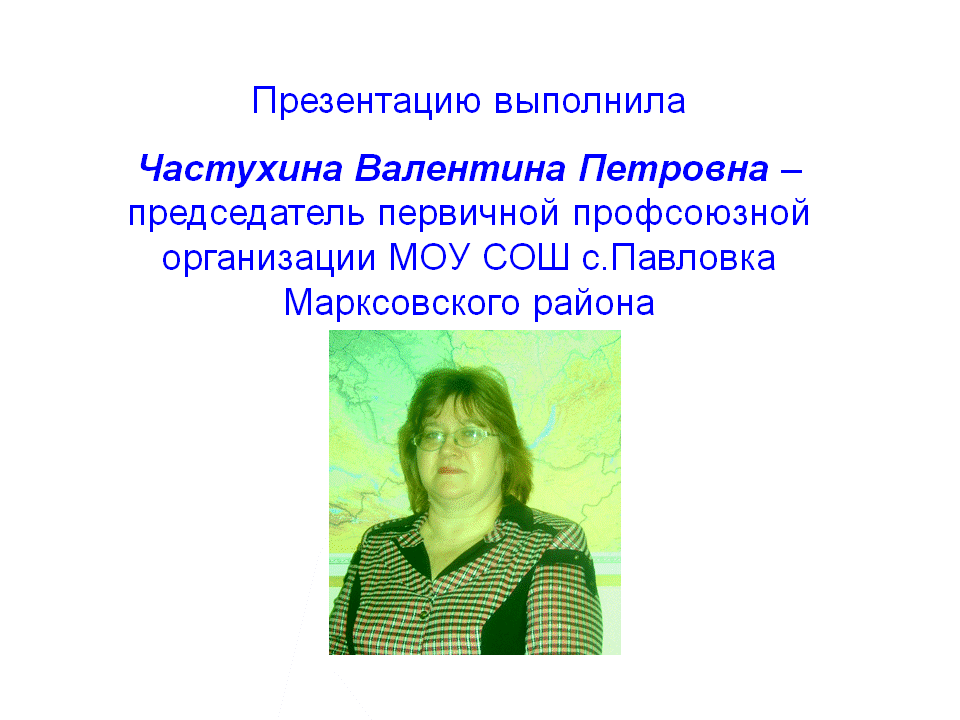 Презентацию выполнила
Частухина Валентина Петровна –
председатель первичной профсоюзной
организации МОУ СОШ с.Павловка
Марксовского района